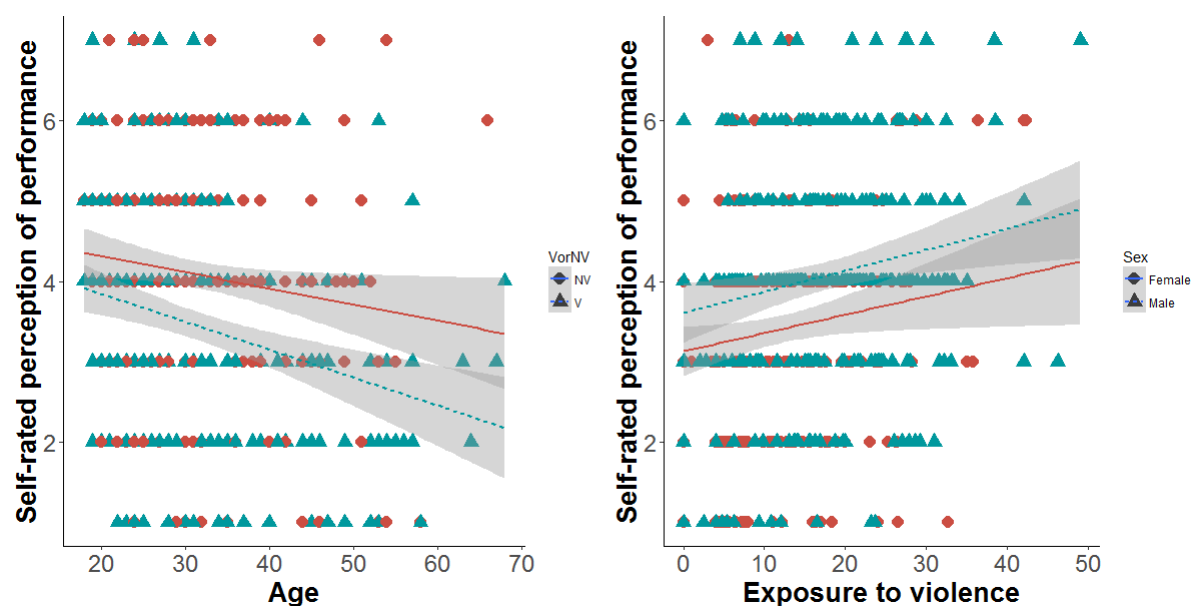 Self-rated perception of performance
6
4
2
20 30 40 50 60 70
Age
VorNV
NV
V
Self-rated perception of performance
6
4
2
0 10 20 30 40 50
Exposure to violence
Sex
Female
Male